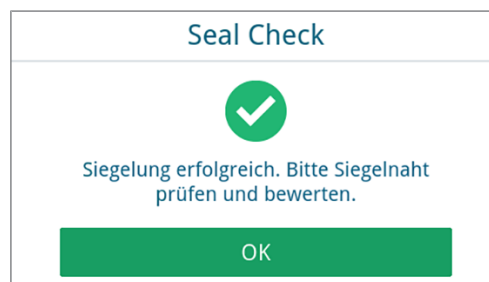 Seal Check
Siegelung erfolgreich. Bitte Siegelnaht
prüfen und bewerten.
OK